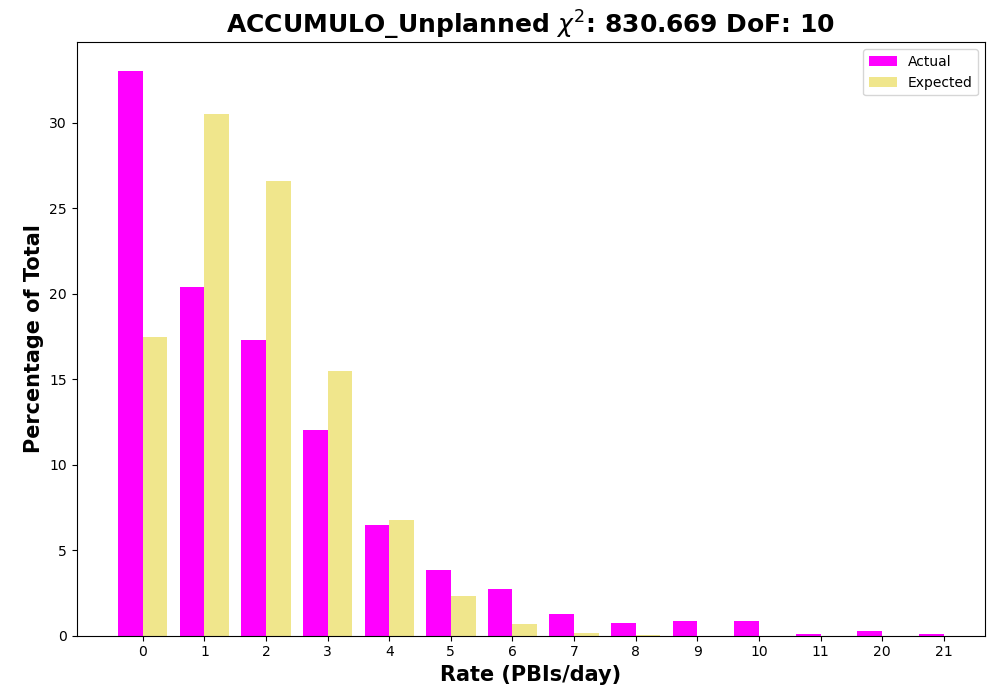 ACCUMULO_Unplanned χ²: 830.669 DoF: 10
Actual
Expected
Percentage of Total
30
25
20
15
10
5
0
0 1 2 3 4 5 6 7 8 9 10 11 20 21
Rate (PBIs/day)